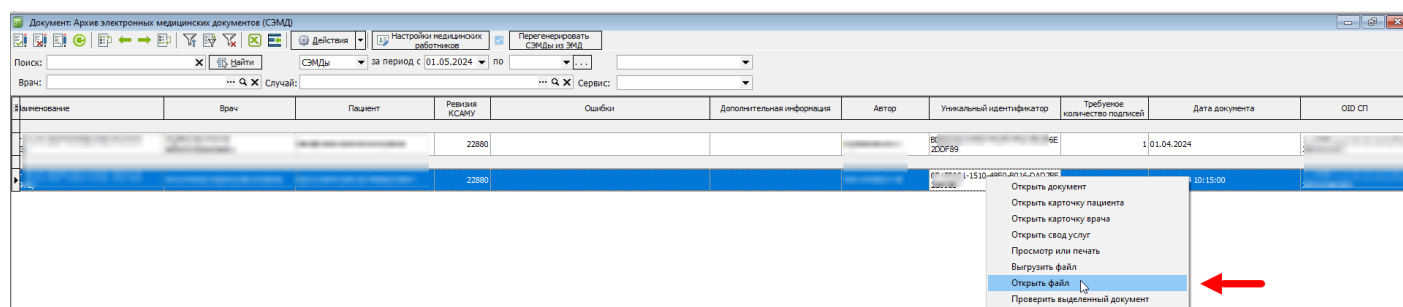 Документ: Архив электронных медицинских документов (СЭМД)
Действия Настройки медицинских работников Перегенерировать СЭМДы из ЭМД
Поиск: Найти СЭМДы за период с 01.05.2024 по ...
Врач: ... Случай: ... Сервис:
Наименование Врач Пациент Ревизия КСАМУ Ошибки Дополнительная информация Автор Уникальный идентификатор Требуемое количество подписей Дата документа OID СП
22880 2DDF89 1 01.04.2024
22880 10:15:00
Открыть документ
Открыть карточку пациента
Открыть карточку врача
Открыть свод услуг
Просмотр или печать
Выгрузить файл
Открыть файл
Проверить выделенный документ